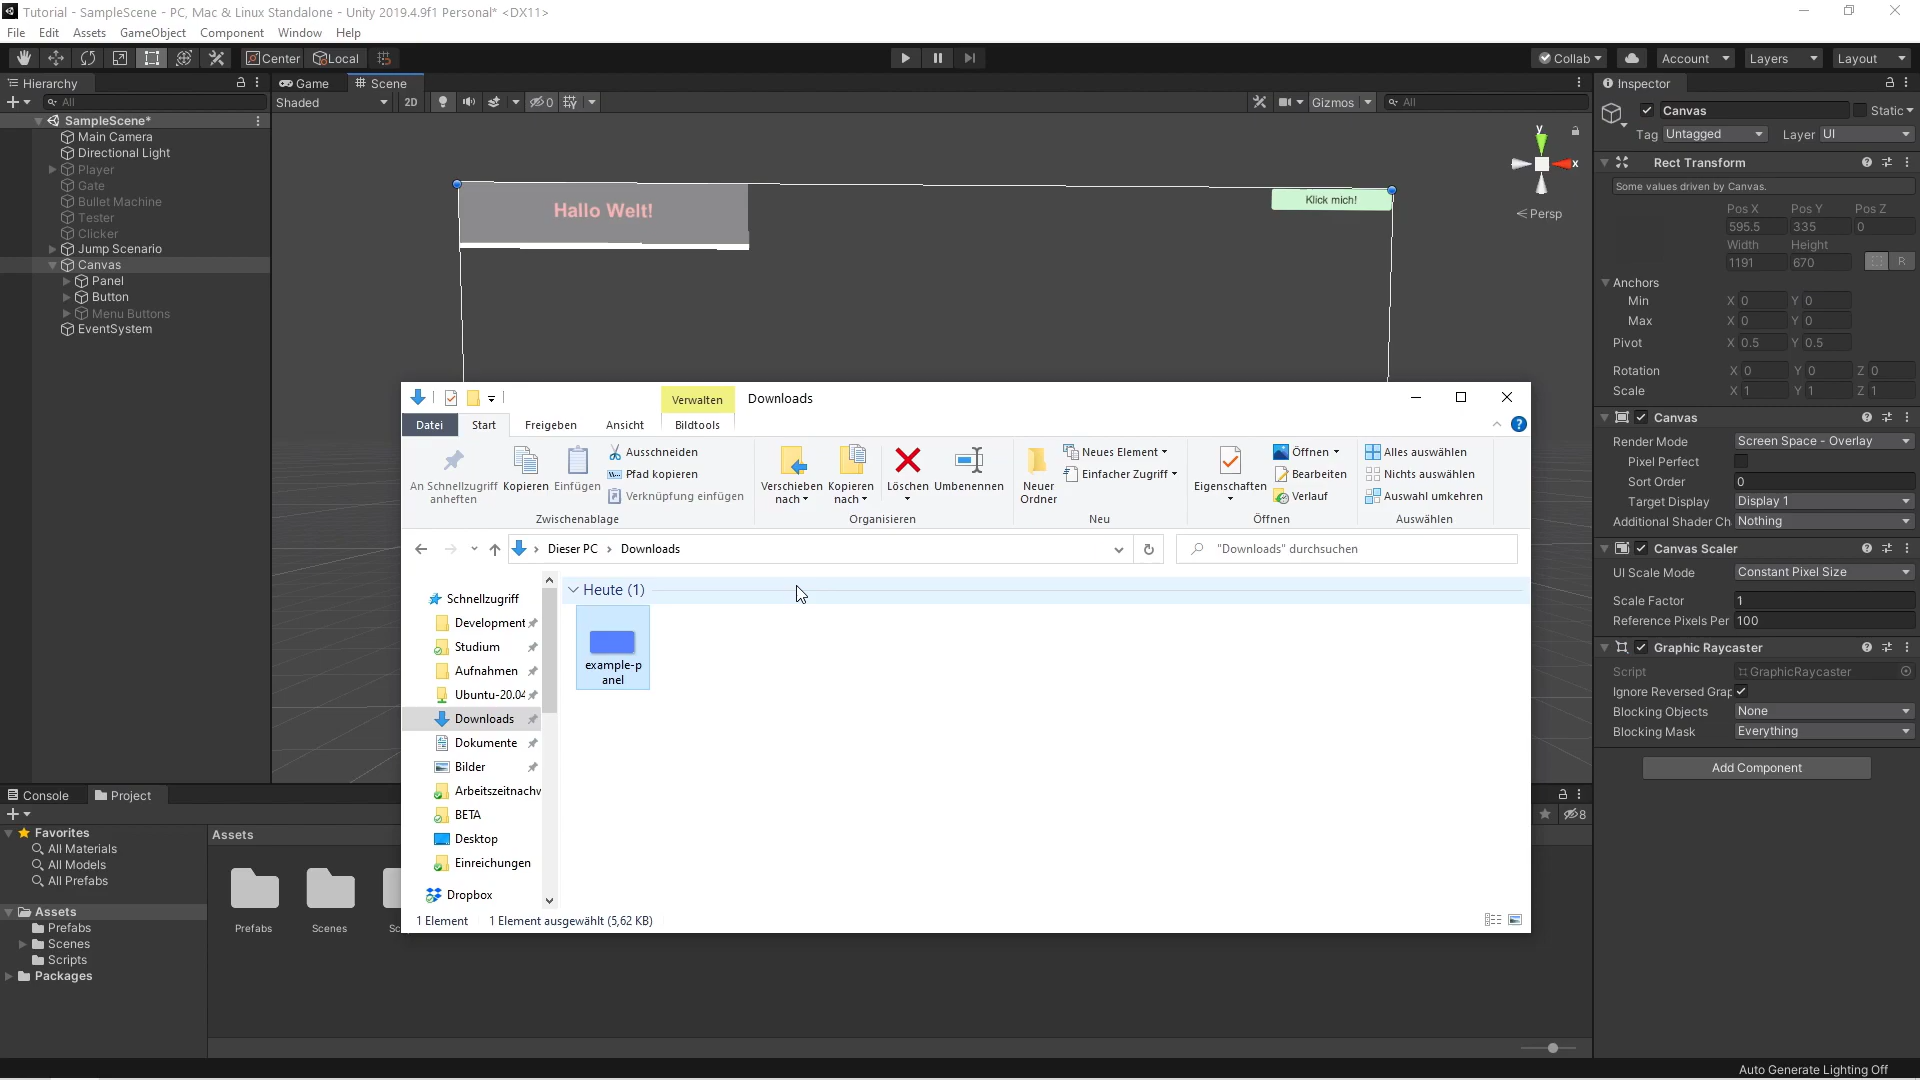 Tutorial - SampleScene - PC, Mac & Linux Standalone - Unity 2019.4.9f1 Personal* <DX11>
File Edit Assets GameObject Component Window Help
Center Local Collab Account Layers Layout
Hierarchy Game Scene Inspector
All Shaded 2D 0 Gizmos All
SampleScene*
Main Camera
Directional Light
Player
Gate
Bullet Machine
Tester
Clicker
Jump Scenario
Canvas
Panel
Button
Menu Buttons
EventSystem
Hallo Welt!
Klick mich!
y
x
Persp
Canvas Static
Tag Untagged Layer UI
Rect Transform
Some values driven by Canvas.
Pos X Pos Y Pos Z
595.5 335 0
Width Height
1191 670 R
Anchors
Min X 0 Y 0
Max X 0 Y 0
Pivot X 0.5 Y 0.5
Rotation X 0 Y 0 Z 0
Scale X 1 Y 1 Z 1
Canvas
Render Mode Screen Space - Overlay
Pixel Perfect
Sort Order 0
Target Display Display 1
Additional Shader Ch Nothing
Canvas Scaler
UI Scale Mode Constant Pixel Size
Scale Factor 1
Reference Pixels Per 100
Graphic Raycaster
Script GraphicRaycaster
Ignore Reversed Grap
Blocking Objects None
Blocking Mask Everything
Add Component
Verwalten Downloads
Datei Start Freigeben Ansicht Bildtools
An Schnellzugriff anheften
Kopieren
Einfügen
Ausschneiden
Pfad kopieren
Verknüpfung einfügen
Zwischenablage
Verschieben nach
Kopieren nach
Löschen
Umbenennen
Organisieren
Neuer Ordner
Neues Element
Einfacher Zugriff
Neu
Eigenschaften
Öffnen
Bearbeiten
Verlauf
Öffnen
Alles auswählen
Nichts auswählen
Auswahl umkehren
Auswählen
Dieser PC Downloads
"Downloads" durchsuchen
Schnellzugriff
Development
Studium
Aufnahmen
Ubuntu-20.04
Downloads
Dokumente
Bilder
Arbeitszeitnachw
BETA
Desktop
Einreichungen
Dropbox
Heute (1)
example-p
anel
1 Element 1 Element ausgewählt (5,62 KB)
Console Project
8
Favorites
All Materials
All Models
All Prefabs
Assets
Prefabs
Scenes
Scripts
Packages
Assets
Prefabs Scenes Sc
Auto Generate Lighting Off